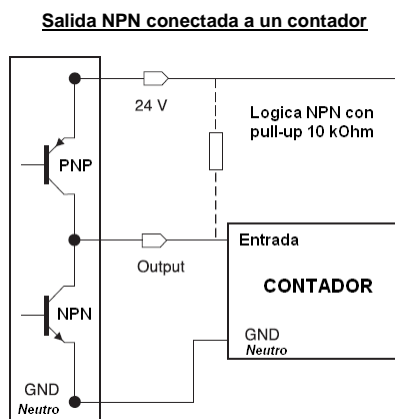 Salida NPN conectada a un contador
24 V
Logica NPN con
pull-up 10 kOhm
PNP
Entrada
Output
CONTADOR
NPN
GND
Neutro
GND
Neutro